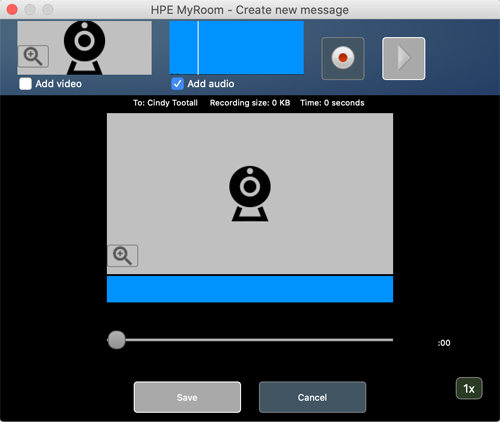 HPE MyRoom - Create new message
Add video
Add audio
To: Cindy Tootall Recording size: 0 KB Time: 0 seconds
:00
Save
Cancel
1x